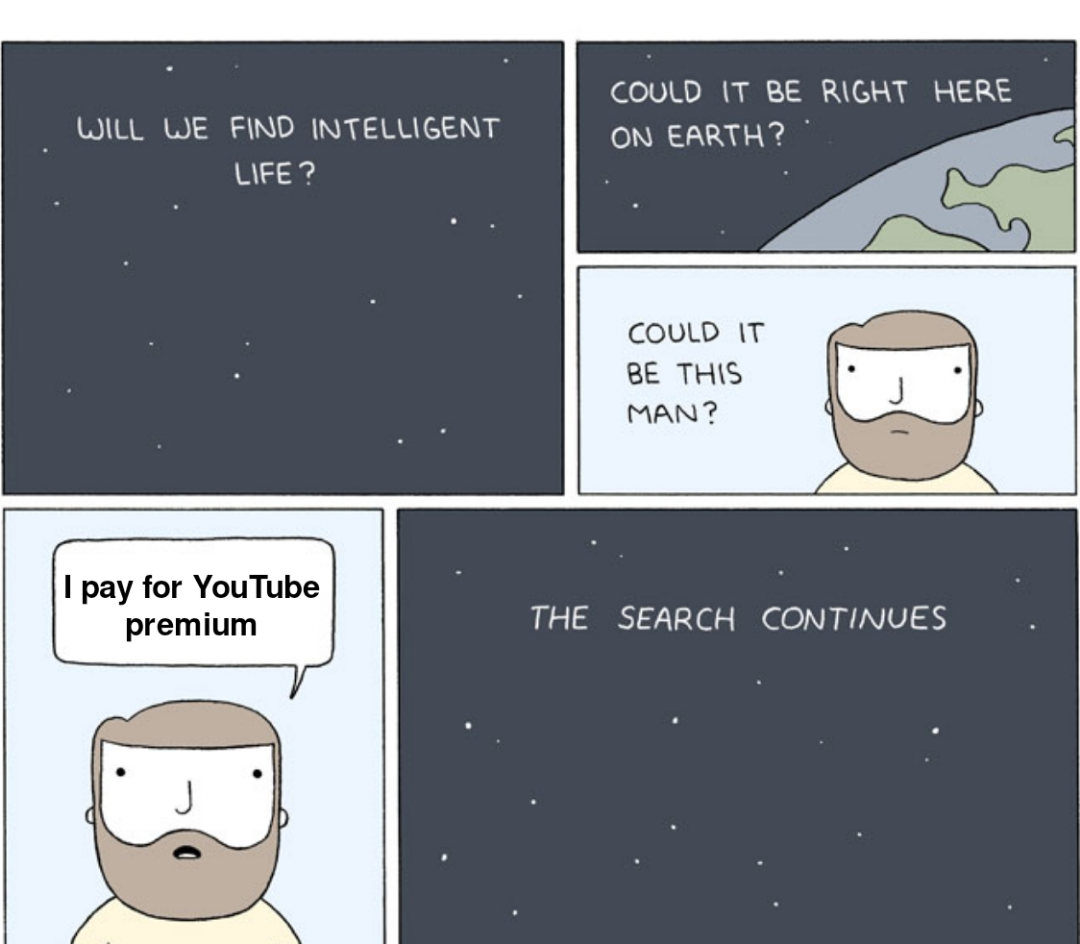 WILL WE FIND INTELLIGENT
LIFE?
COULD IT BE RIGHT HERE
ON EARTH?
COULD IT
BE THIS
MAN?
I pay for YouTube
premium
THE SEARCH CONTINUES